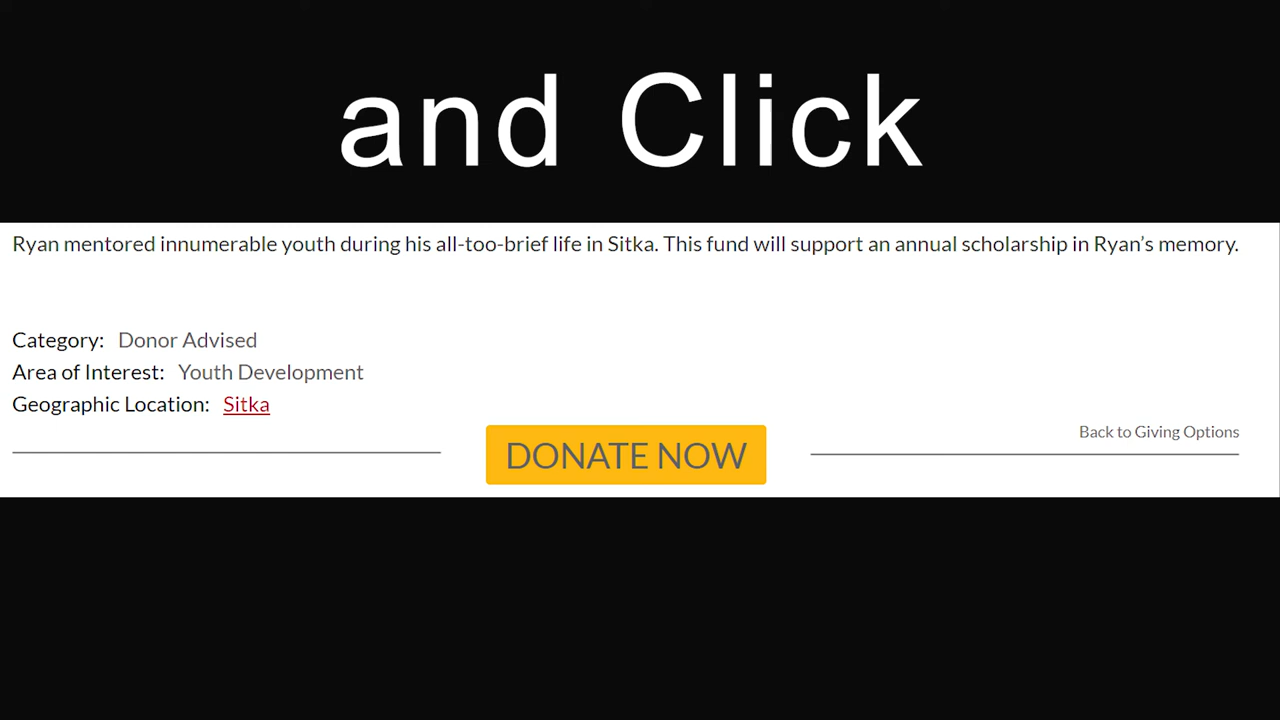 and Click
Ryan mentored innumerable youth during his all-too-brief life in Sitka. This fund will support an annual scholarship in Ryan’s memory.
Category: Donor Advised
Area of Interest: Youth Development
Geographic Location: Sitka
Back to Giving Options
DONATE NOW